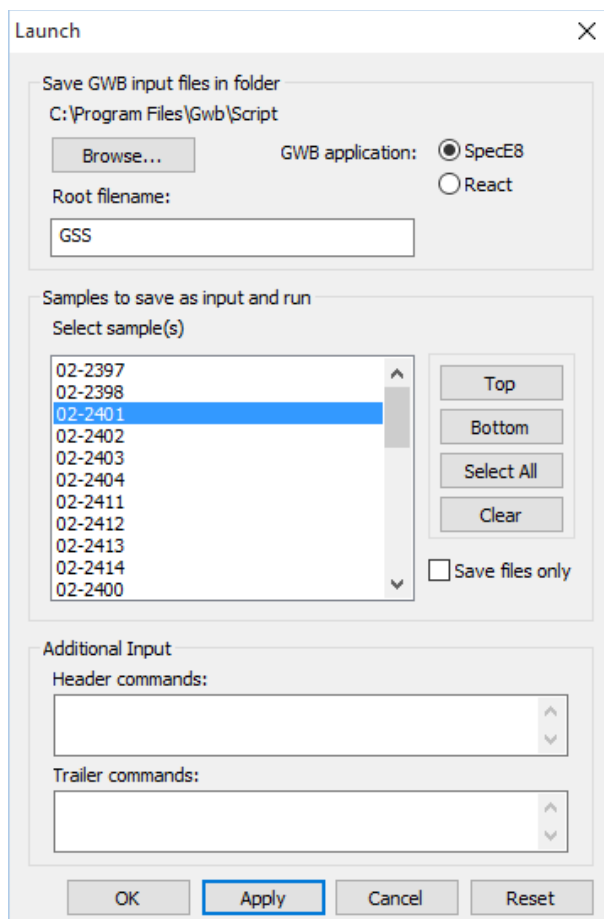 Launch
Save GWB input files in folder
C:\Program Files\Gwb\Script
Browse...
GWB application:
SpecE8
React
Root filename:
GSS
Samples to save as input and run
Select sample(s)
02-2397
02-2398
02-2401
02-2402
02-2403
02-2404
02-2411
02-2412
02-2413
02-2414
02-2400
Top
Bottom
Select All
Clear
Save files only
Additional Input
Header commands:
Trailer commands:
OK
Apply
Cancel
Reset